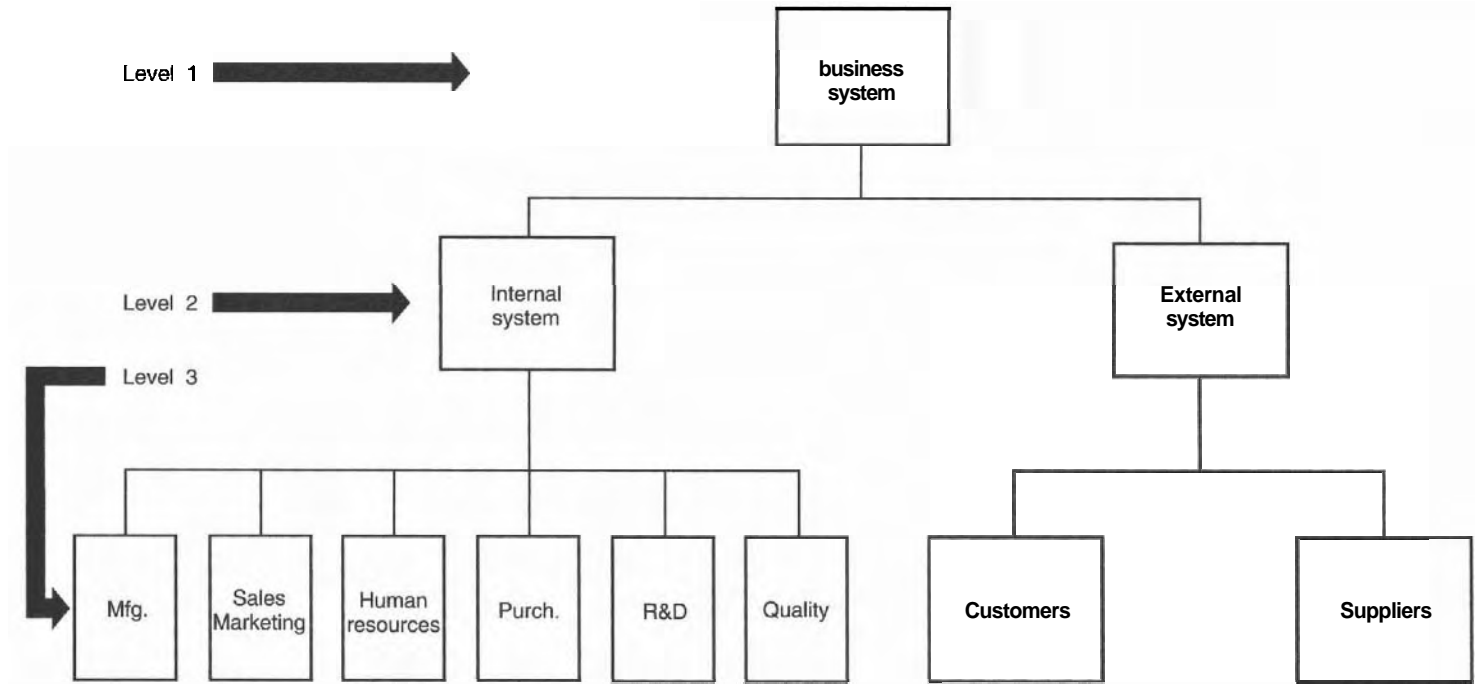 Level 1
business
system
Level 2
Internal
system
External
system
Level 3
Mfg.
Sales
Marketing
Human
resources
Purch.
R&D
Quality
Customers
Suppliers